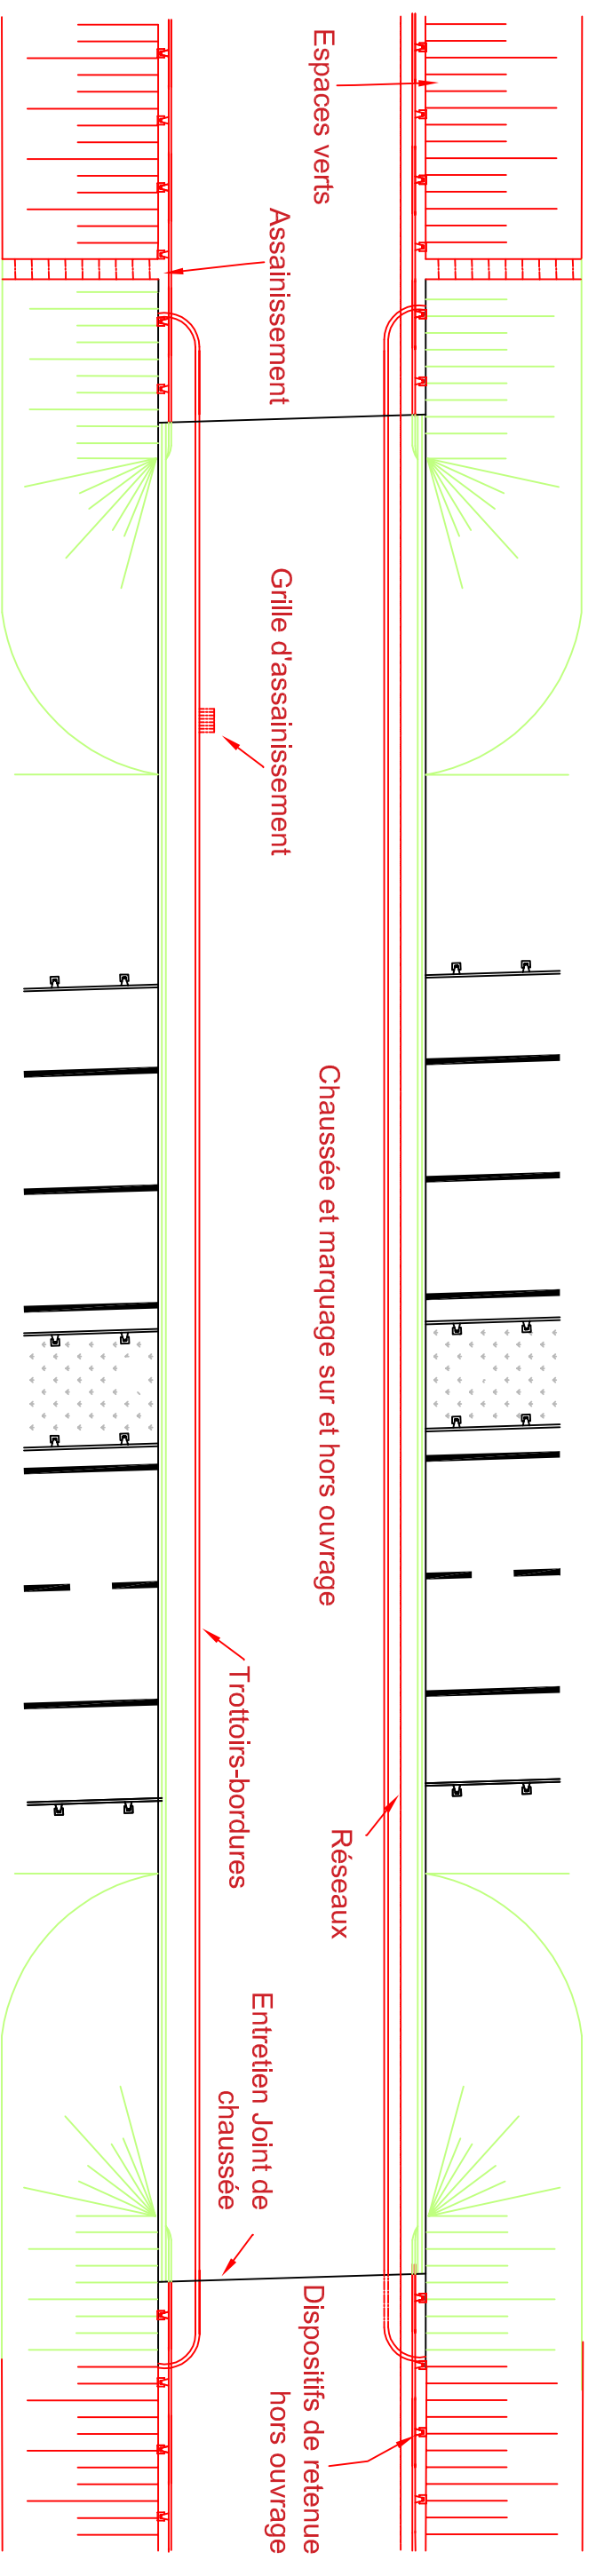 Espaces verts
Assainissement
Grille d'assainissement
Chaussée et marquage sur et hors ouvrage
Trottoirs-bordures
Réseaux
Entretien Joint de
chaussée
Dispositifs de retenue
hors ouvrage